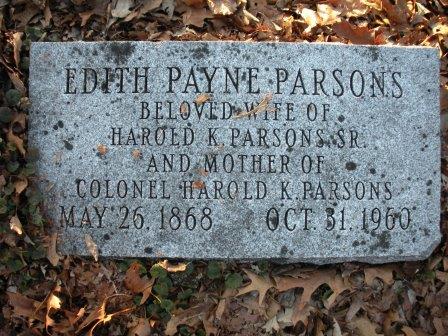 EDITH PAYNE PARSONS
BELOVED WIFE OF
HAROLD K. PARSONS SR.
AND MOTHER OF
COLONEL HAROLD K. PARSONS
MAY 26, 1868 OCT. 31, 1960